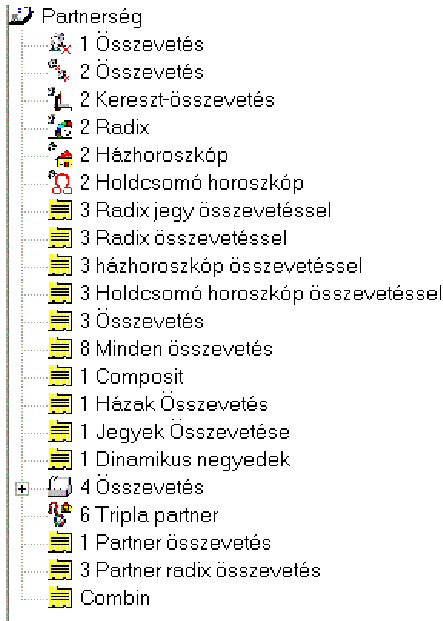 Partnerség
1 Összevetés
2 Összevetés
2 Kereszt-összevetés
2 Radix
2 Házhoroszkóp
2 Holdcsomó horoszkóp
3 Radix jegy összevetéssel
3 Radix összevetéssel
3 házhoroszkóp összevetéssel
3 Holdcsomó horoszkóp összevetéssel
3 Összevetés
8 Minden összevetés
1 Composit
1 Házak Összevetés
1 Jegyek Összevetése
1 Dinamikus negyedek
4 Összevetés
6 Tripla partner
1 Partner összevetés
3 Partner radix összevetés
Combin